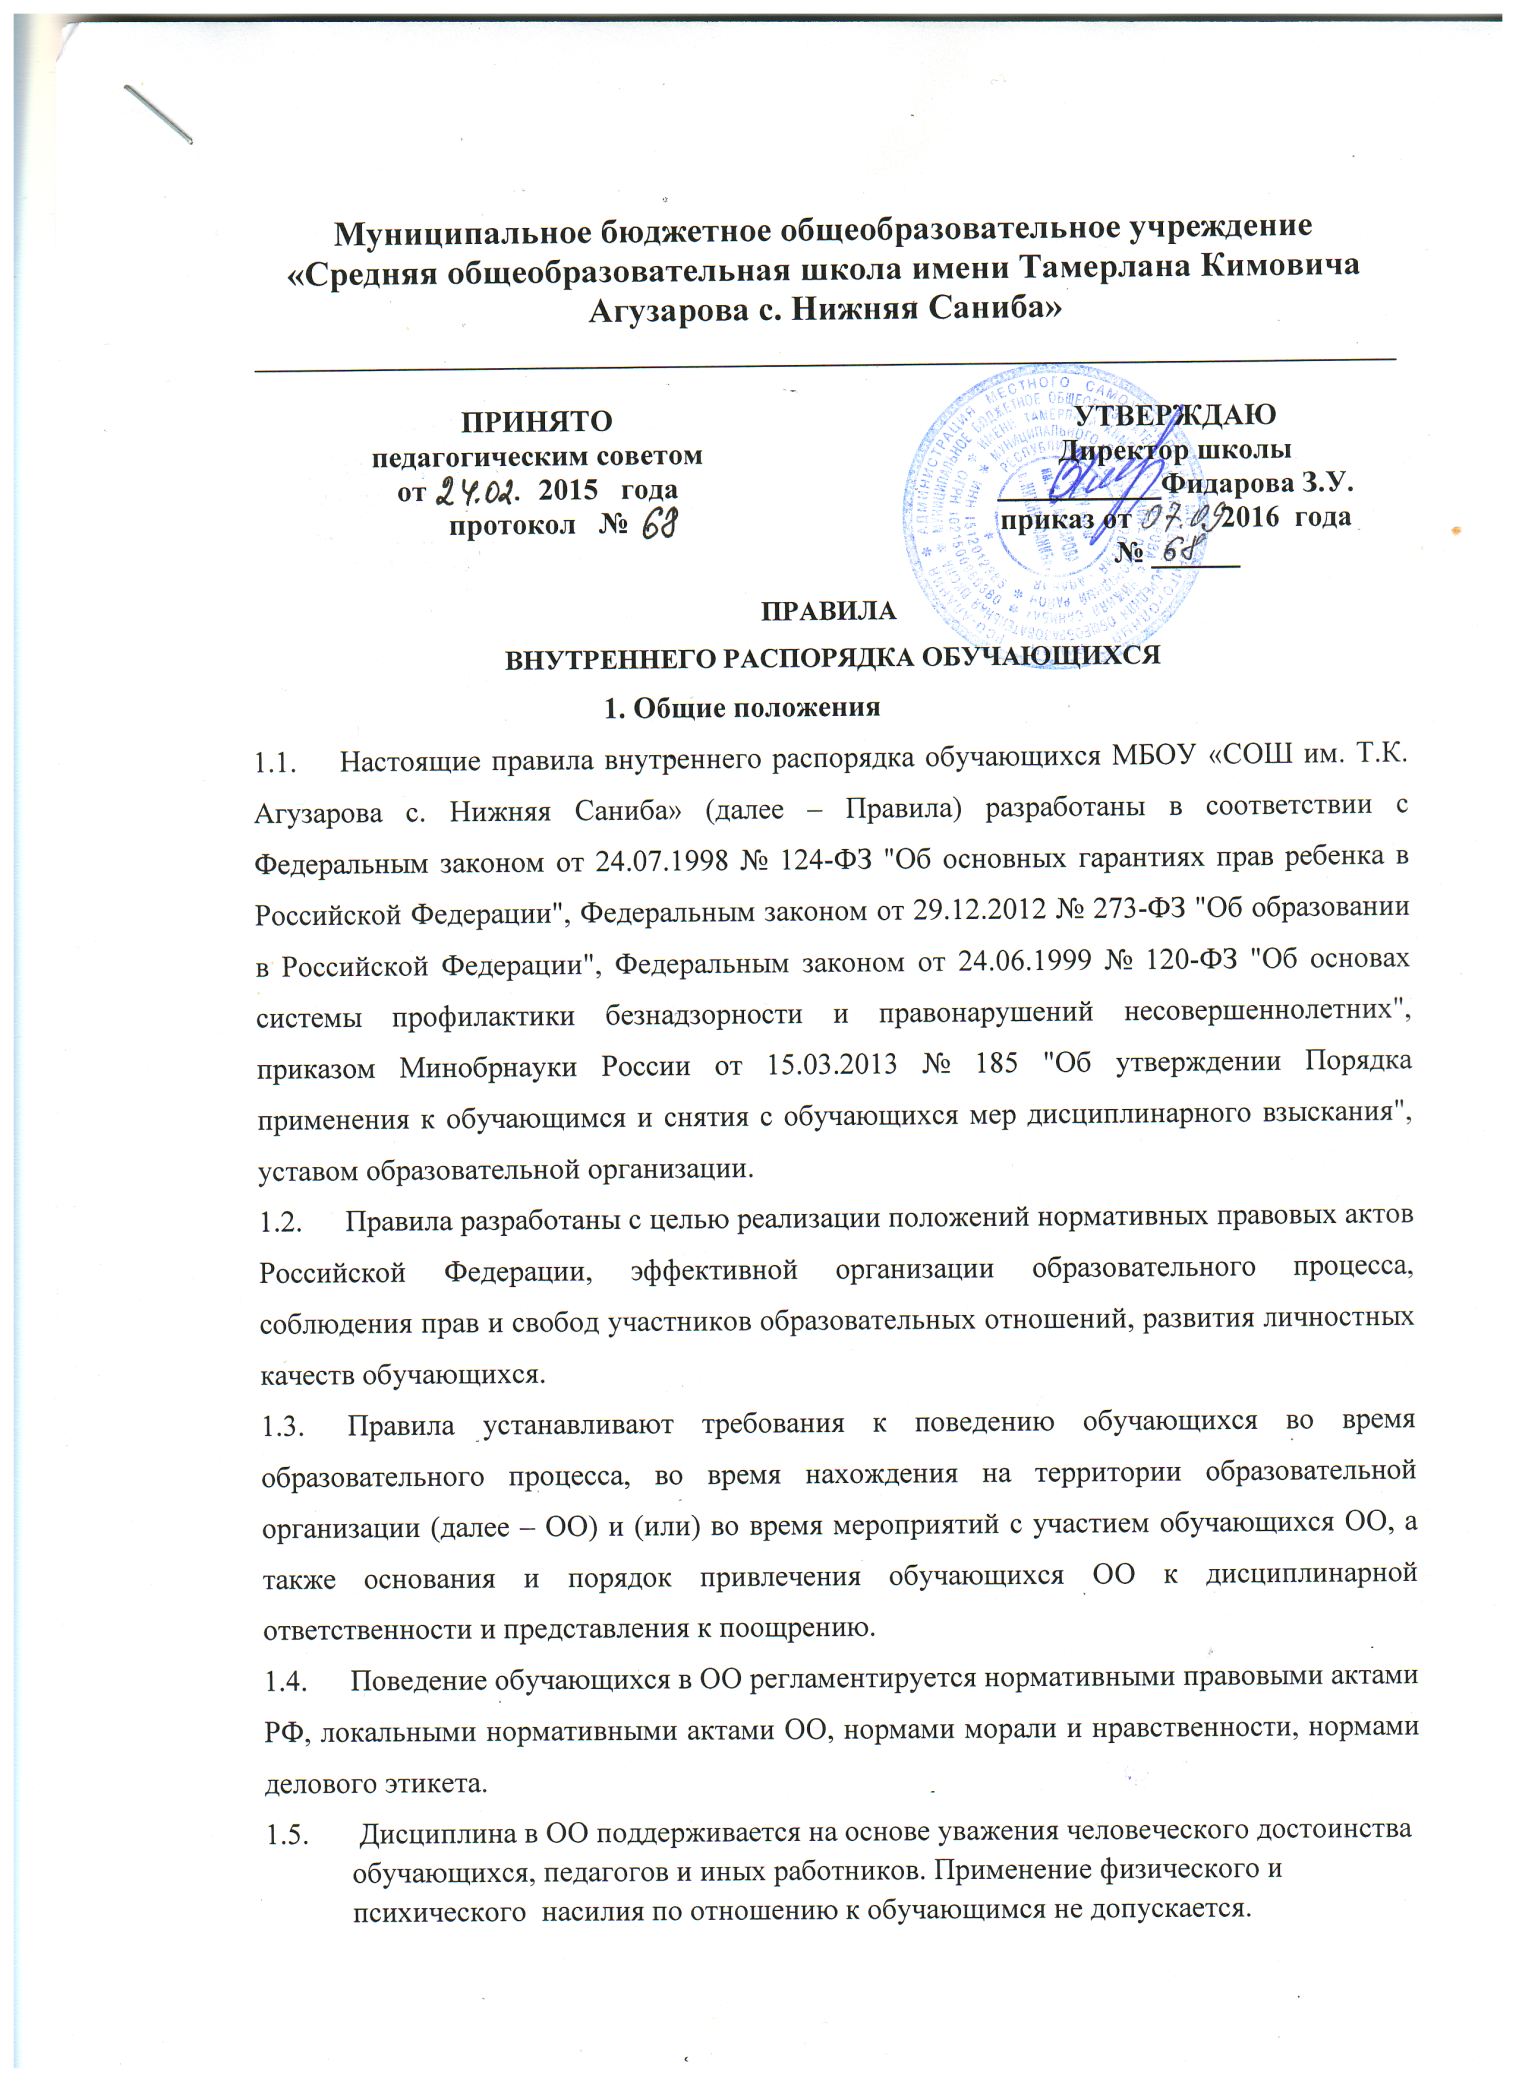 Муниципальное бюджетное общеобразовательное учреждение
«Средняя общеобразовательная школа имени Тамерлана Кимовича
Агузарова с. Нижняя Саниба»
ПРИНЯТО
педагогическим советом
от 24.02. 2015 года
протокол № 68
УТВЕРЖДАЮ
Директор школы
Фидарова З.У.
приказ от 07.09 2016 года
№ 68
ПРАВИЛА
ВНУТРЕННЕГО РАСПОРЯДКА ОБУЧАЮЩИХСЯ
1. Общие положения
1.1. Настоящие правила внутреннего распорядка обучающихся МБОУ «СОШ им. Т.К.
Агузарова с. Нижняя Саниба» (далее – Правила) разработаны в соответствии с
Федеральным законом от 24.07.1998 № 124-ФЗ "Об основных гарантиях прав ребенка в
Российской Федерации", Федеральным законом от 29.12.2012 № 273-ФЗ "Об образовании
в Российской Федерации", Федеральным законом от 24.06.1999 № 120-ФЗ "Об основах
системы профилактики безнадзорности и правонарушений несовершеннолетних",
приказом Минобрнауки России от 15.03.2013 № 185 "Об утверждении Порядка
применения к обучающимся и снятия с обучающихся мер дисциплинарного взыскания",
уставом образовательной организации.
1.2. Правила разработаны с целью реализации положений нормативных правовых актов
Российской Федерации, эффективной организации образовательного процесса,
соблюдения прав и свобод участников образовательных отношений, развития личностных
качеств обучающихся.
1.3. Правила устанавливают требования к поведению обучающихся во время
образовательного процесса, во время нахождения на территории образовательной
организации (далее – ОО) и (или) во время мероприятий с участием обучающихся ОО, а
также основания и порядок привлечения обучающихся ОО к дисциплинарной
ответственности и представления к поощрению.
1.4. Поведение обучающихся в ОО регламентируется нормативными правовыми актами
РФ, локальными нормативными актами ОО, нормами морали и нравственности, нормами
делового этикета.
1.5. Дисциплина в ОО поддерживается на основе уважения человеческого достоинства
обучающихся, педагогов и иных работников. Применение физического и
психического насилия по отношению к обучающимся не допускается.